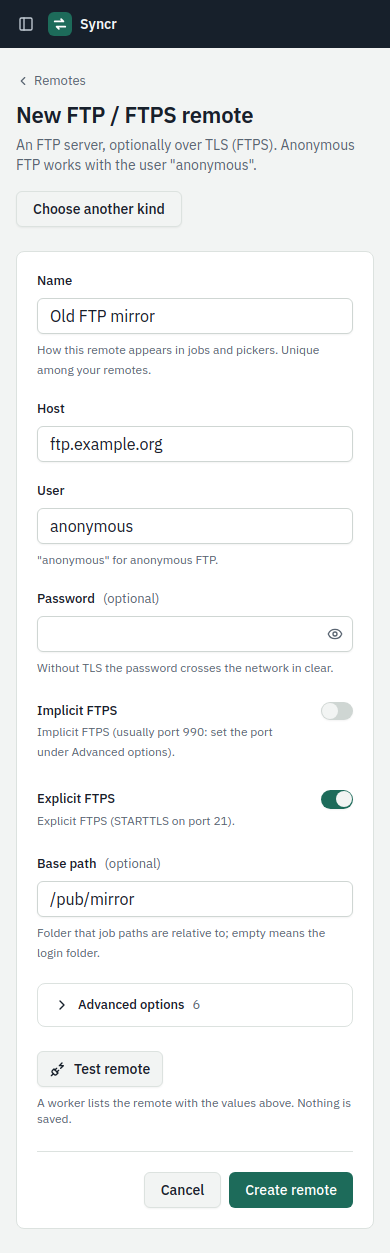 Syncr
Remotes
New FTP / FTPS remote
An FTP server, optionally over TLS (FTPS). Anonymous
FTP works with the user "anonymous".
Choose another kind
Name
Old FTP mirror
How this remote appears in jobs and pickers. Unique
among your remotes.
Host
ftp.example.org
User
anonymous
"anonymous" for anonymous FTP.
Password (optional)
Without TLS the password crosses the network in clear.
Implicit FTPS
Implicit FTPS (usually port 990: set the port
under Advanced options).
Explicit FTPS
Explicit FTPS (STARTTLS on port 21).
Base path (optional)
/pub/mirror
Folder that job paths are relative to; empty means the
login folder.
Advanced options 6
Test remote
A worker lists the remote with the values above. Nothing is
saved.
Cancel Create remote